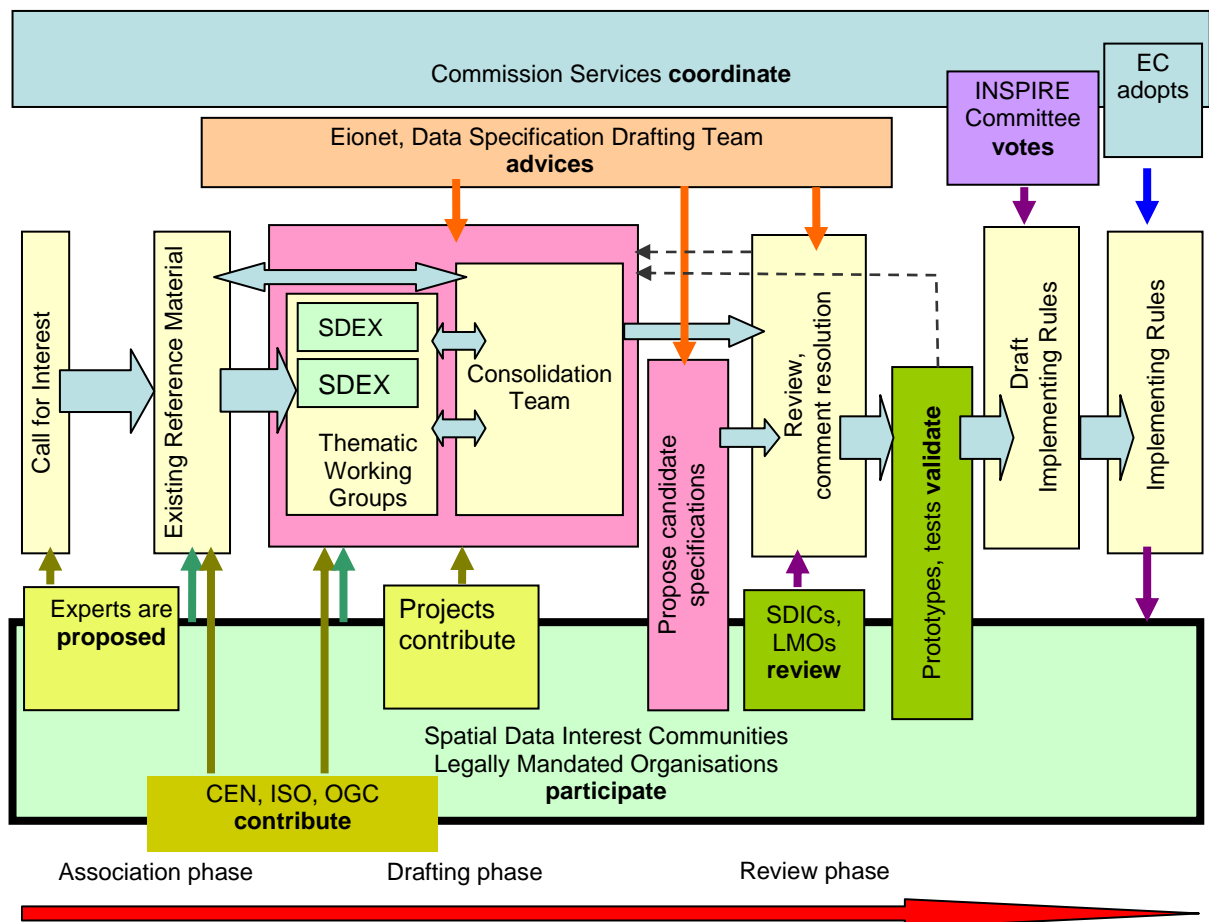 Commission Services coordinate
EC
adopts
INSPIRE
Committee
votes
Eionet, Data Specification Drafting Team
advices
Call for Interest
Existing Reference Material
SDEX
SDEX
Thematic
Working
Groups
Consolidation
Team
Propose candidate
specifications
Review,
comment resolution
Prototypes, tests validate
Draft
Implementing Rules
Implementing Rules
Experts are
proposed
Projects
contribute
SDICs,
LMOs
review
Spatial Data Interest Communities
Legally Mandated Organisations
participate
CEN, ISO, OGC
contribute
Association phase
Drafting phase
Review phase